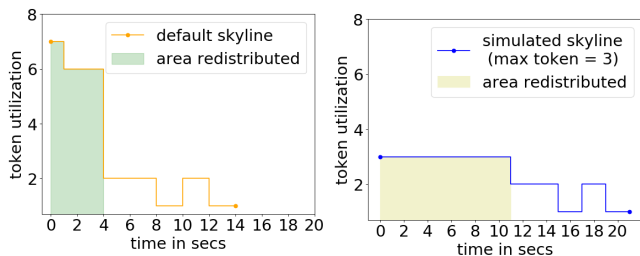 8
6
4
2
token utilization
default skyline
area redistributed
0 2 4 6 8 10 12 14 16 18 20
time in secs
8
6
4
2
token utilization
simulated skyline
(max token = 3)
area redistributed
0 2 4 6 8 10 12 14 16 18 20
time in secs